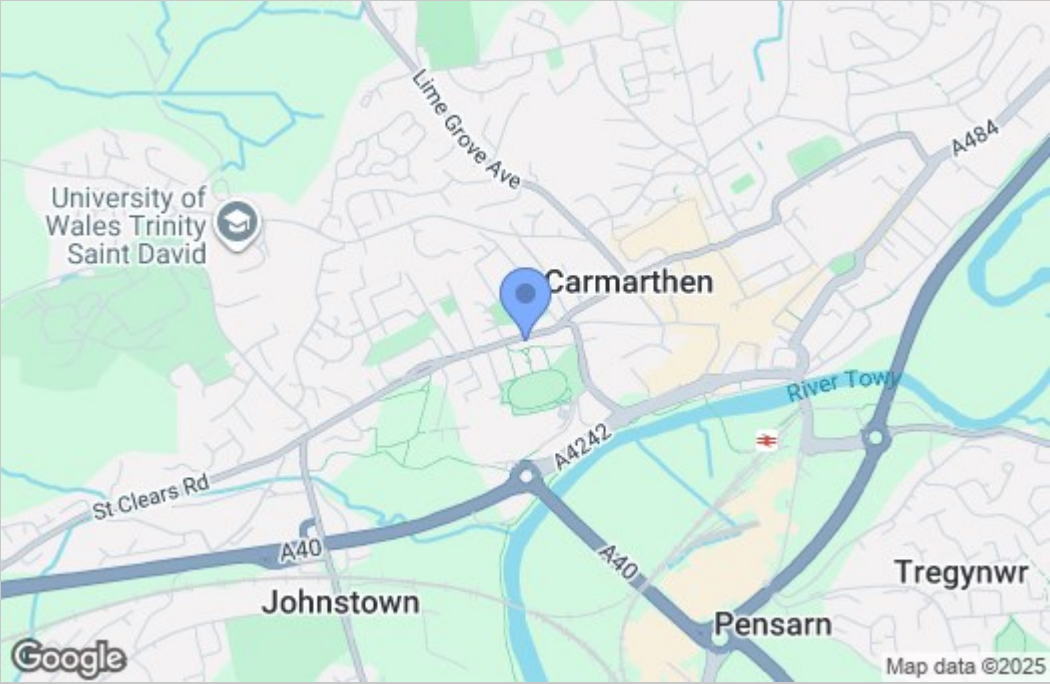 Lime Grove Ave
A484
University of
Wales Trinity
Saint David
Carmarthen
River Tow
A4242
St Clears Rd
A40
A40
Tregynwr
Johnstown
Pensarn
Google
Map data ©2025